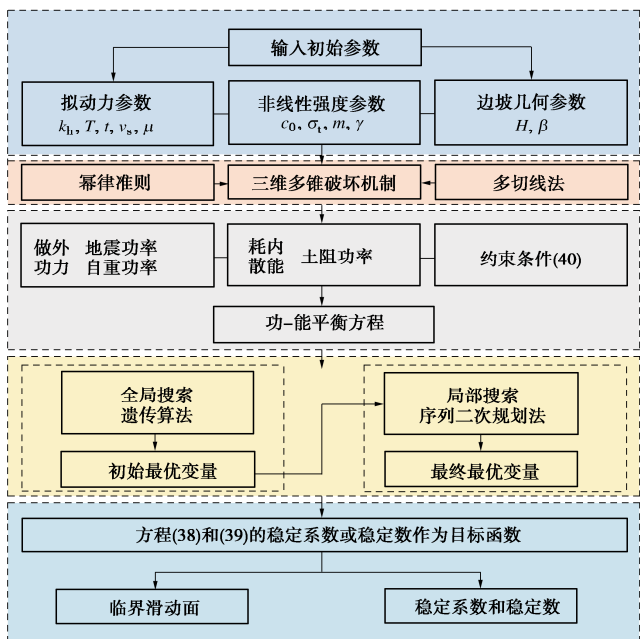 输入初始参数
拟动力参数
kh, T, t, vs, μ
非线性强度参数
c0, σt, m, γ
边坡几何参数
H, β
幂律准则
三维多锥破坏机制
多切线法
做外 地震功率
功力 自重功率
耗内 土阻功率
散能
约束条件(40)
功-能平衡方程
全局搜索
遗传算法
局部搜索
序列二次规划法
初始最优变量
最终最优变量
方程(38)和(39)的稳定系数或稳定数作为目标函数
临界滑动面
稳定系数和稳定数